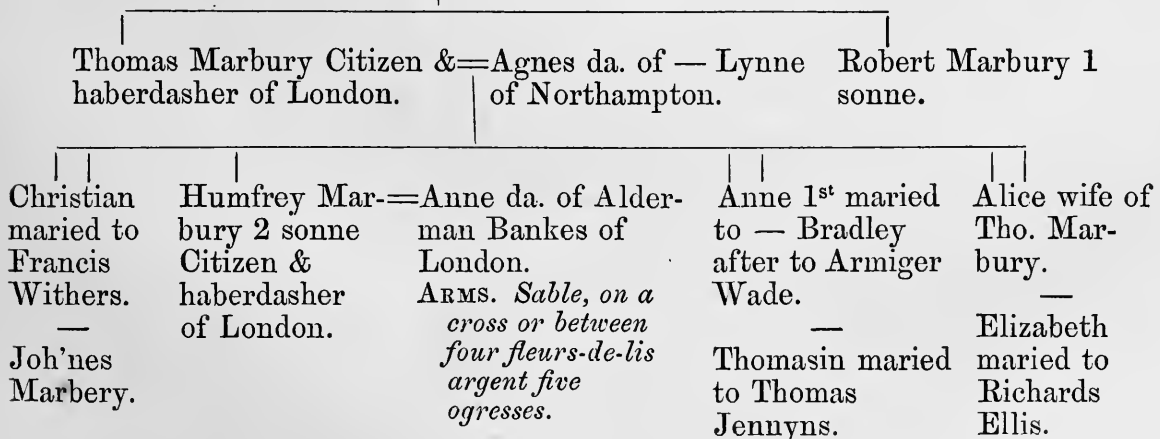 Thomas Marbury Citizen &=Agnes da. of — Lynne
haberdasher of London. of Northampton.
Robert Marbury 1
sonne.
Christian
maried to
Francis
Withers.
—
Joh'nes
Marbery.
Humfrey Mar-=Anne da. of Alder-
bury 2 sonne
Citizen &
haberdasher
of London.
man Bankes of
London.
ARMS. Sable, on a
cross or between
four fleurs-de-lis
argent five
ogresses.
Anne 1st maried
to — Bradley
after to Armiger
Wade.
—
Thomasin maried
to Thomas
Jennyns.
Alice wife of
Tho. Mar-
bury.
—
Elizabeth
maried to
Richards
Ellis.